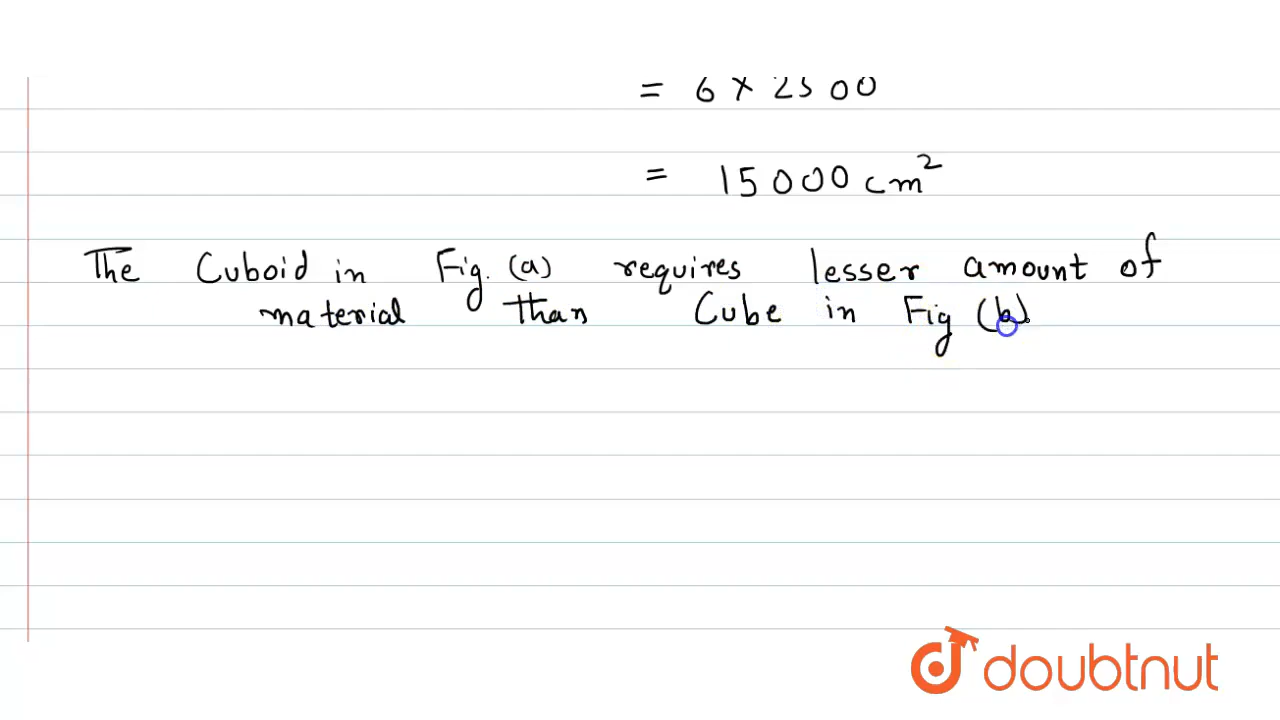 = 6 × 2500
= 15000 cm²
The Cuboid in Fig. (a) requires lesser amount of
material than Cube in Fig (b).
doubtnut